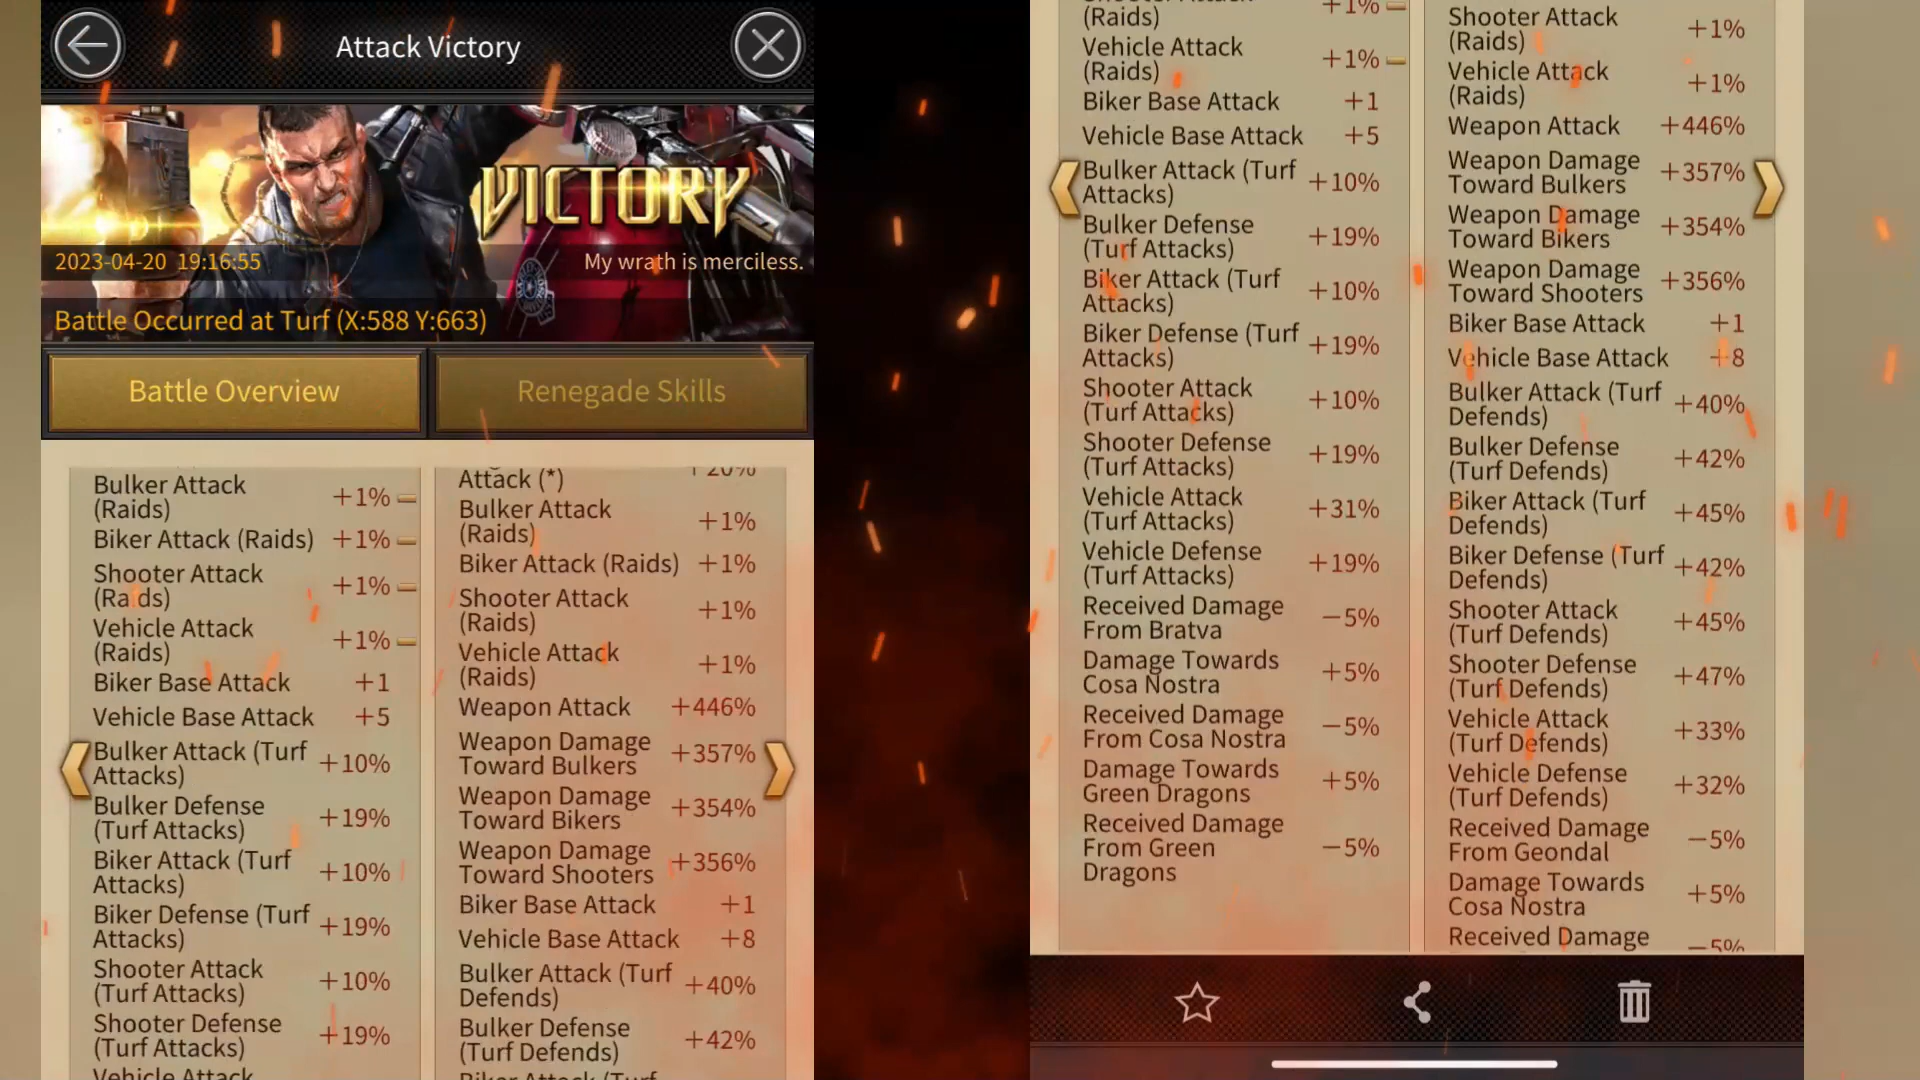 Attack Victory
VICTORY
2023-04-20 19:16:55
My wrath is merciless.
Battle Occurred at Turf (X:588 Y:663)
Battle Overview
Renegade Skills
Bulker Attack
(Raids)
+1%
Biker Attack (Raids) +1%
Shooter Attack
(Raids)
+1%
Vehicle Attack
(Raids)
+1%
Biker Base Attack +1
Vehicle Base Attack +5
Bulker Attack (Turf
Attacks)
+10%
Bulker Defense
(Turf Attacks)
+19%
Biker Attack (Turf
Attacks)
+10%
Biker Defense (Turf
Attacks)
+19%
Shooter Attack
(Turf Attacks)
+10%
Shooter Defense
(Turf Attacks)
+19%
Vehicle Attack
Attack (*)
+20%
Bulker Attack
(Raids)
+1%
Biker Attack (Raids) +1%
Shooter Attack
(Raids)
+1%
Vehicle Attack
(Raids)
+1%
Weapon Attack +446%
Weapon Damage
Toward Bulkers
+357%
Weapon Damage
Toward Bikers
+354%
Weapon Damage
Toward Shooters
+356%
Biker Base Attack +1
Vehicle Base Attack +8
Bulker Attack (Turf
Defends)
+40%
Bulker Defense
(Turf Defends)
+42%
Biker Attack (Turf
Shooter Attack
(Raids)
+1%
Vehicle Attack
(Raids)
+1%
Biker Base Attack +1
Vehicle Base Attack +5
Bulker Attack (Turf
Attacks)
+10%
Bulker Defense
(Turf Attacks)
+19%
Biker Attack (Turf
Attacks)
+10%
Biker Defense (Turf
Attacks)
+19%
Shooter Attack
(Turf Attacks)
+10%
Shooter Defense
(Turf Attacks)
+19%
Vehicle Attack
(Turf Attacks)
+31%
Vehicle Defense
(Turf Attacks)
+19%
Received Damage
From Bratva
−5%
Damage Towards
Cosa Nostra
+5%
Received Damage
From Cosa Nostra
−5%
Damage Towards
Green Dragons
+5%
Received Damage
From Green
Dragons
−5%
Shooter Attack
(Raids)
+1%
Vehicle Attack
(Raids)
+1%
Weapon Attack +446%
Weapon Damage
Toward Bulkers
+357%
Weapon Damage
Toward Bikers
+354%
Weapon Damage
Toward Shooters
+356%
Biker Base Attack +1
Vehicle Base Attack +8
Bulker Attack (Turf
Defends)
+40%
Bulker Defense
(Turf Defends)
+42%
Biker Attack (Turf
Defends)
+45%
Biker Defense (Turf
Defends)
+42%
Shooter Attack
(Turf Defends)
+45%
Shooter Defense
(Turf Defends)
+47%
Vehicle Attack
(Turf Defends)
+33%
Vehicle Defense
(Turf Defends)
+32%
Received Damage
From Geondal
−5%
Damage Towards
Cosa Nostra
+5%
Received Damage
−5%